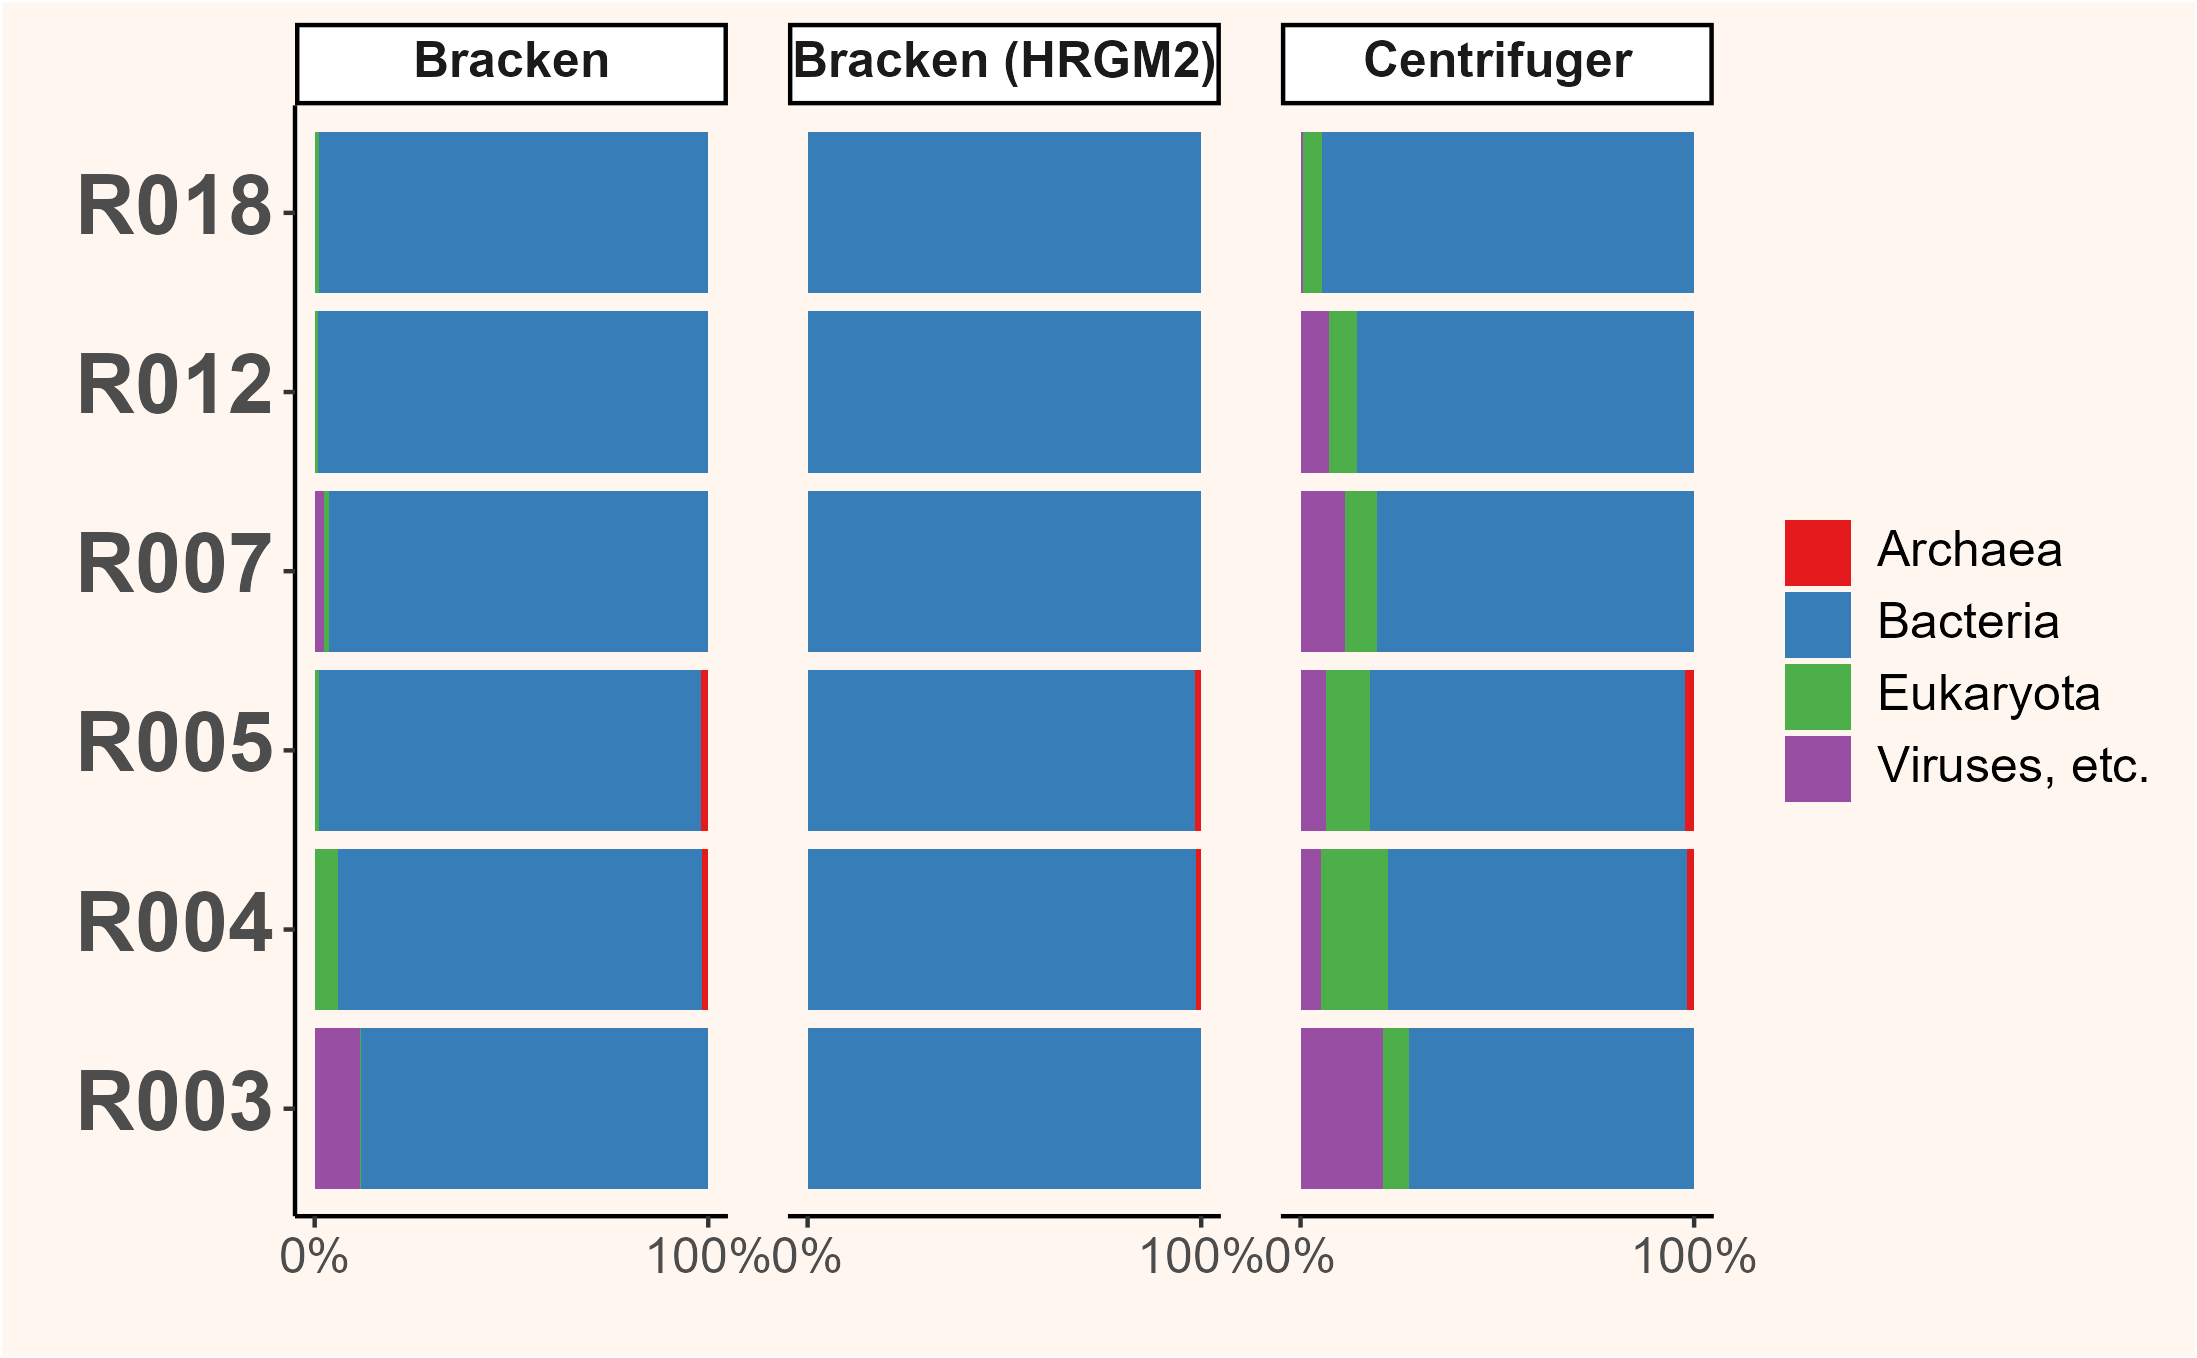 Bracken
Bracken (HRGM2)
Centrifuger
R018
R012
R007
R005
R004
R003
0%
100%
0%
100%
0%
100%
Archaea
Bacteria
Eukaryota
Viruses, etc.